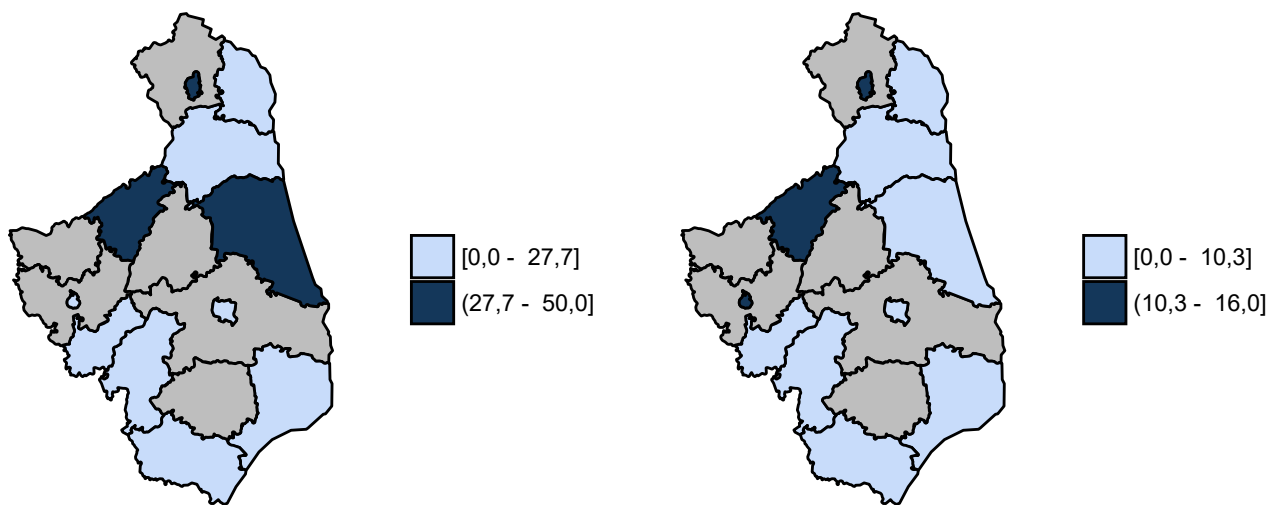 [0,0 - 27,7]
(27,7 - 50,0]
[0,0 - 10,3]
(10,3 - 16,0]